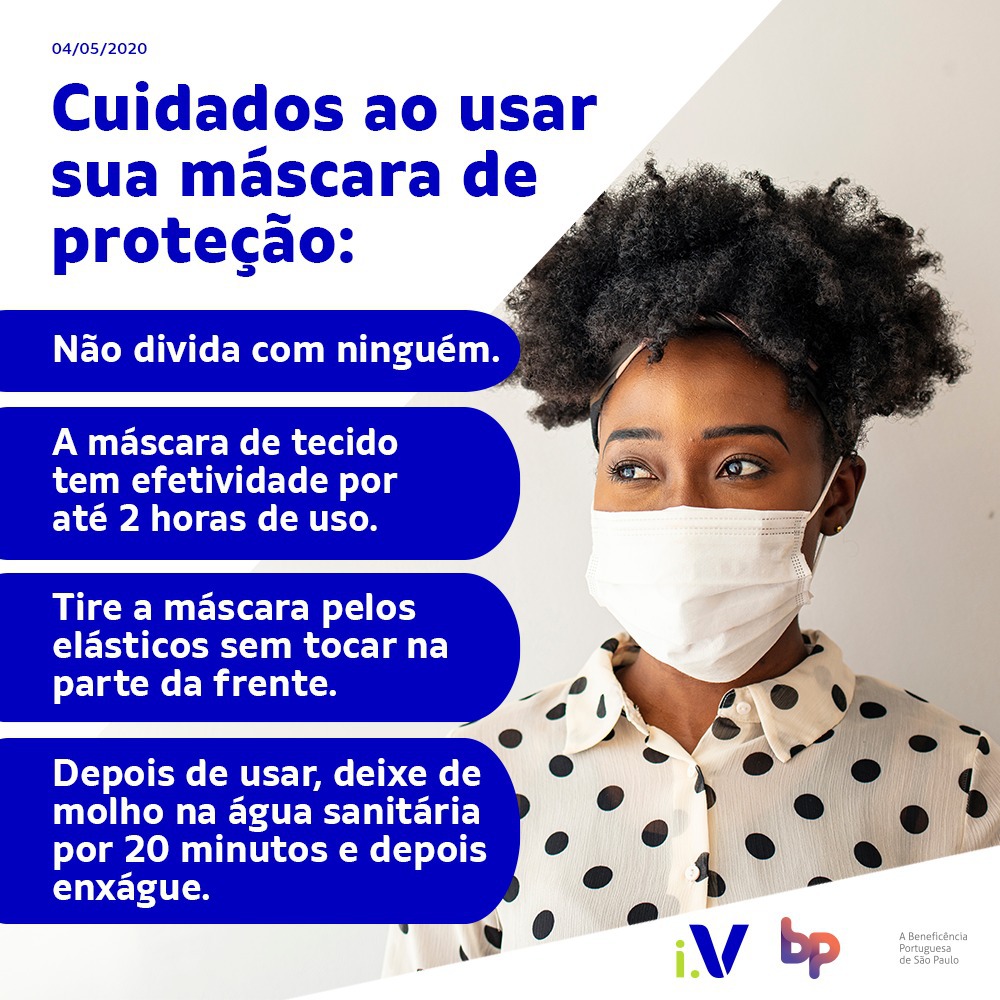 04/05/2020
Cuidados ao usar
sua máscara de
proteção:
Não divida com ninguém.
A máscara de tecido
tem efetividade por
até 2 horas de uso.
Tire a máscara pelos
elásticos sem tocar na
parte da frente.
Depois de usar, deixe de
molho na água sanitária
por 20 minutos e depois
enxágue.
i.V
bp
A Beneficência
Portuguesa
de São Paulo